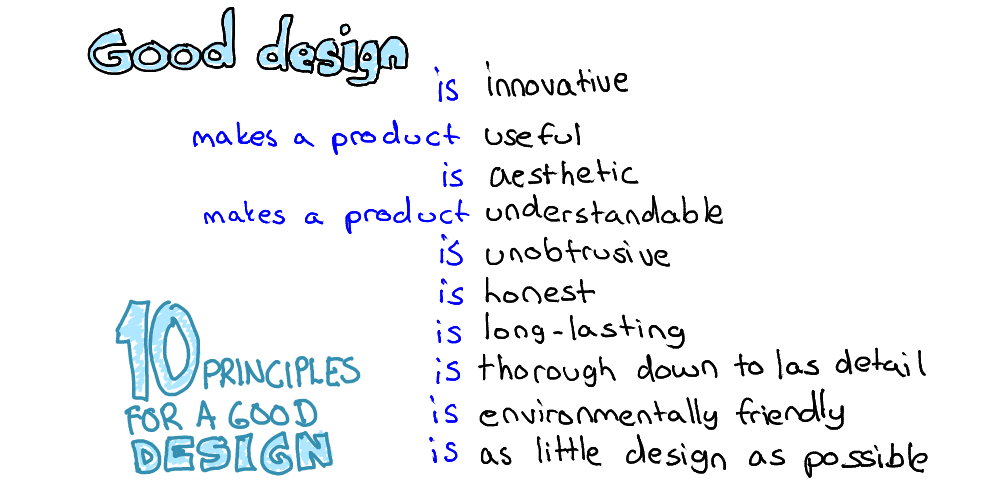 Good design
is innovative
makes a product useful
is aesthetic
makes a product understandable
is unobtrusive
is honest
is long-lasting
is thorough down to las detail
is environmentally friendly
is as little design as possible
10 PRINCIPLES
FOR A GOOD
DESIGN